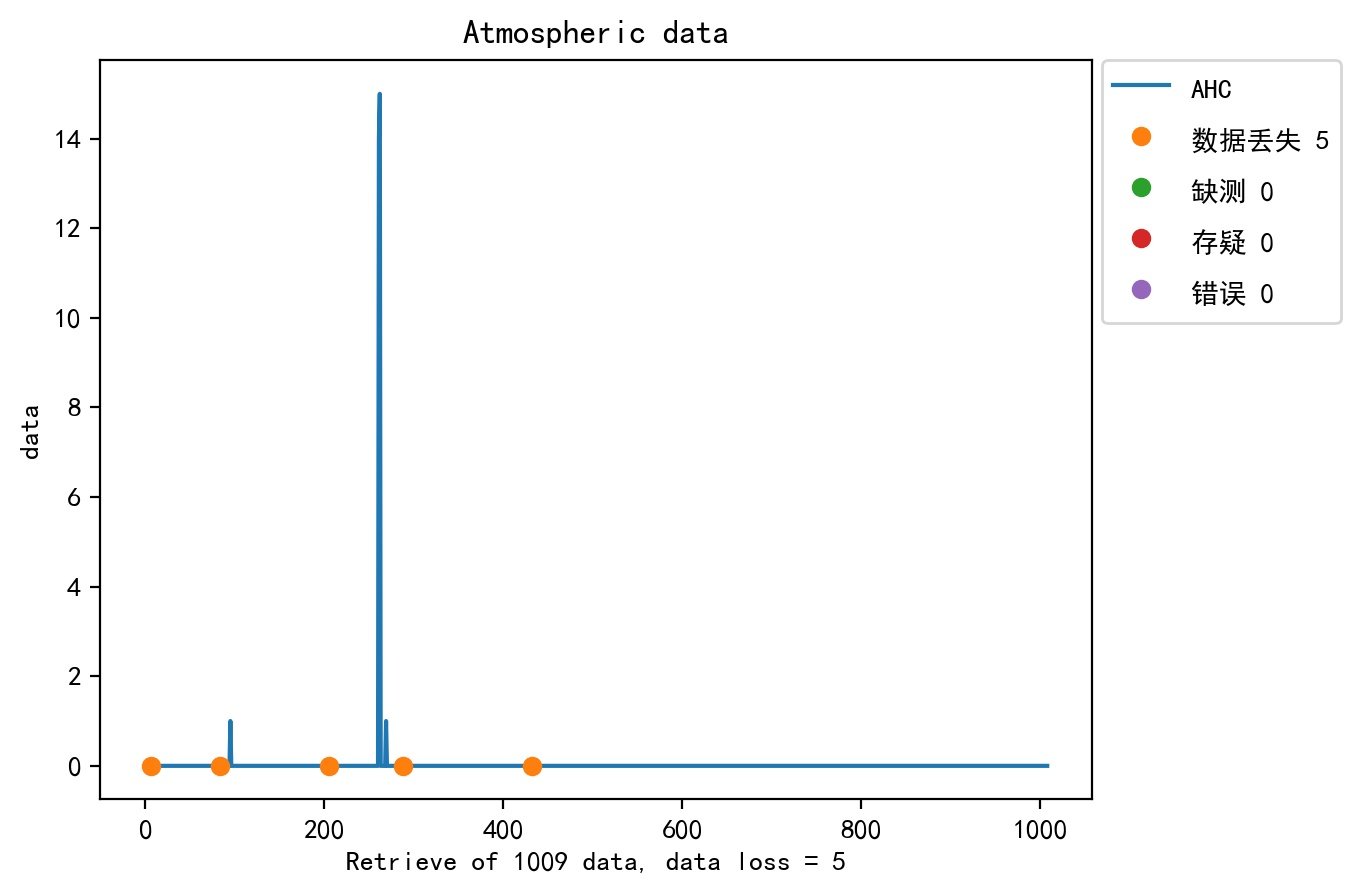 Atmospheric data
AHC
数据丢失 5
缺测 0
存疑 0
错误 0
data
14
12
10
8
6
4
2
0
0 200 400 600 800 1000
Retrieve of 1009 data, data loss = 5